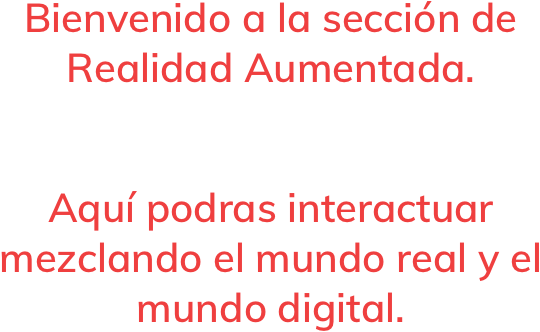 Bienvenido a la sección de
Realidad Aumentada.
Aquí podras interactuar
mezclando el mundo real y el
mundo digital.